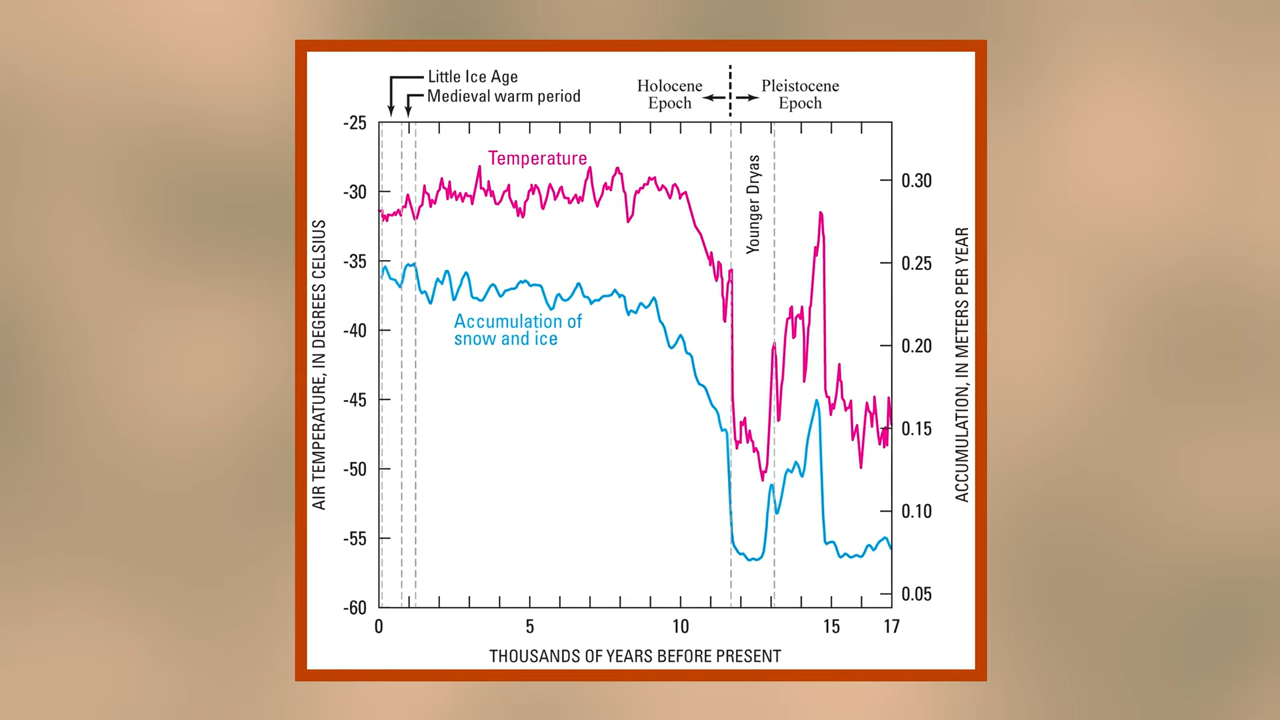 Little Ice Age
Medieval warm period
Holocene
Epoch
Pleistocene
Epoch
-25
-30
-35
-40
-45
-50
-55
-60
AIR TEMPERATURE, IN DEGREES CELSIUS
Temperature
Younger Dryas
Accumulation of
snow and ice
0.30
0.25
0.20
0.15
0.10
0.05
ACCUMULATION, IN METERS PER YEAR
0
5
10
15
17
THOUSANDS OF YEARS BEFORE PRESENT